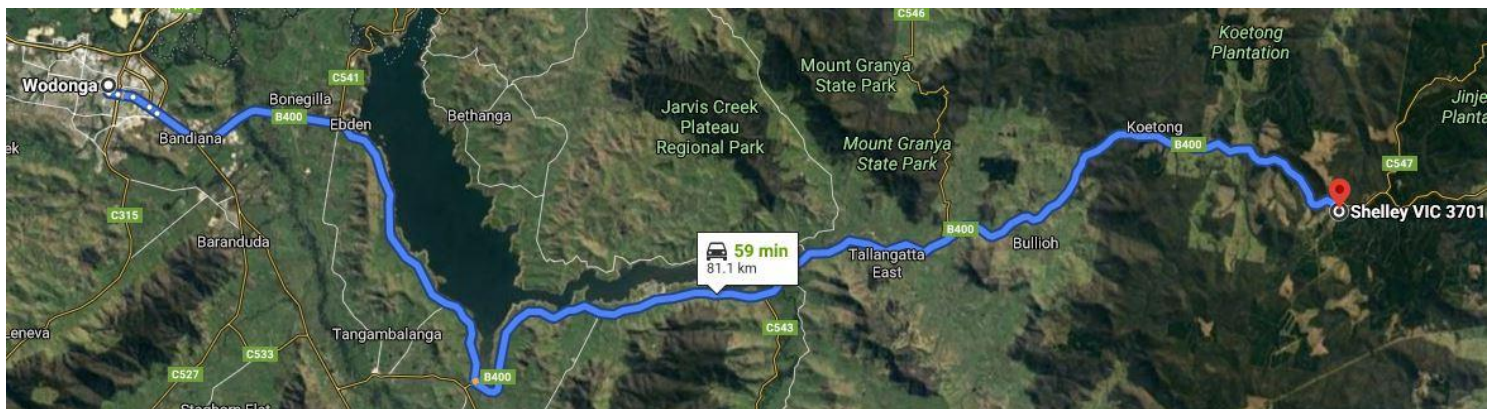 C546
Koetong
Plantation
Wodonga
C541
Mount Granya
State Park
Jinje
Planta
Bonegilla
B400
Ebden
Bethanga
Jarvis Creek
Plateau
Regional Park
Koetong
B400
Bandiana
Mount Granya
State Park
C547
ek
C315
Shelley VIC 3701
Baranduda
B400
Bullioh
59 min
81.1 km
Tallangatta
East
Leneva
Tangambalanga
C543
C533
C527
B400